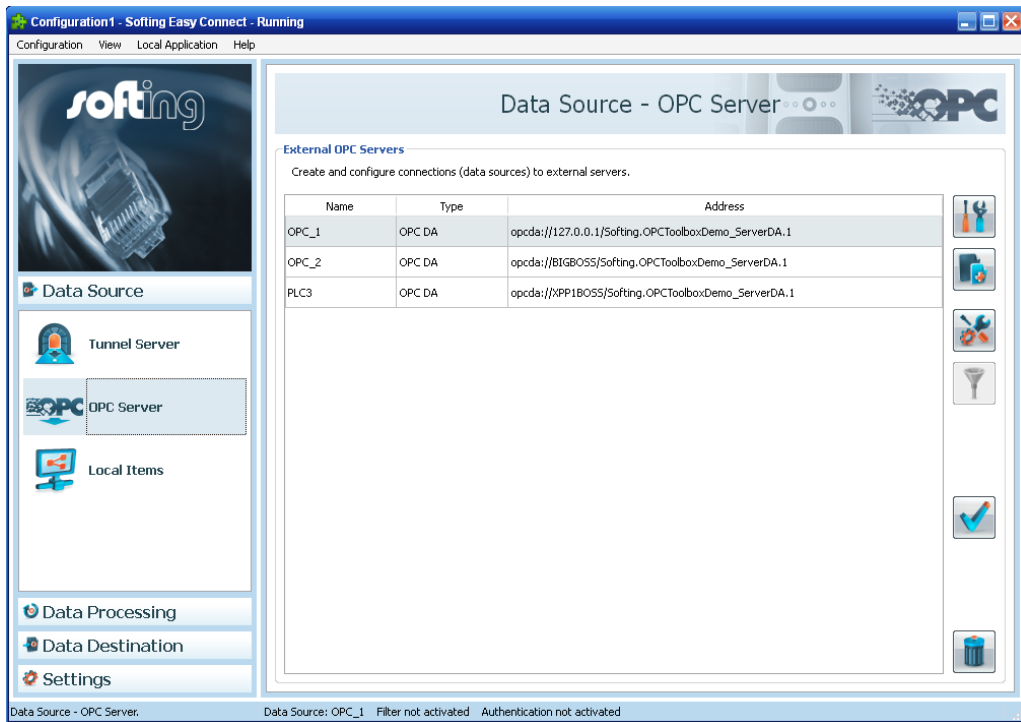 Configuration1 - Softing Easy Connect - Running
Configuration View Local Application Help
softing
Data Source - OPC Server
OPC
External OPC Servers
Create and configure connections (data sources) to external servers.
Name Type Address
OPC_1 OPC DA opcda://127.0.0.1/Softing.OPCToolboxDemo_ServerDA.1
OPC_2 OPC DA opcda://BIGBOSS/Softing.OPCToolboxDemo_ServerDA.1
PLC3 OPC DA opcda://XPP1BOSS/Softing.OPCToolboxDemo_ServerDA.1
Data Source
Tunnel Server
OPC OPC Server
Local Items
Data Processing
Data Destination
Settings
Data Source - OPC Server. Data Source: OPC_1 Filter not activated Authentication not activated